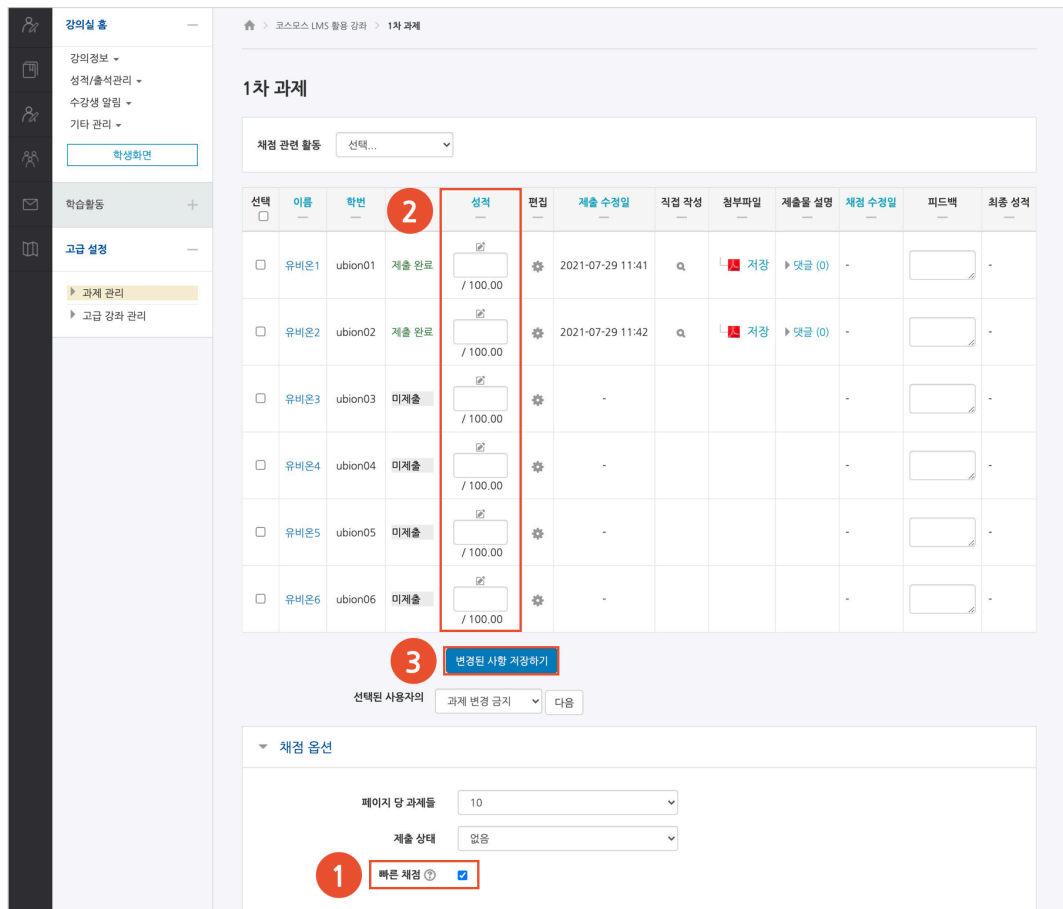 강의실 홈
코스모스 LMS 활용 강좌 > 1차 과제
강의정보
성적/출석관리
수강생 알림
기타 관리
학생화면
학습활동
고급 설정
과제 관리
고급 강좌 관리
1차 과제
채점 관련 활동 선택...
선택 이름 학번 2 성적 편집 제출 수정일 직접 작성 첨부파일 제출물 설명 채점 수정일 피드백 최종 성적
유비온1 ubion01 제출 완료 / 100.00 2021-07-29 11:41 저장 댓글 (0) - -
유비온2 ubion02 제출 완료 / 100.00 2021-07-29 11:42 저장 댓글 (0) - -
유비온3 ubion03 미제출 / 100.00 - - -
유비온4 ubion04 미제출 / 100.00 - - -
유비온5 ubion05 미제출 / 100.00 - - -
유비온6 ubion06 미제출 / 100.00 - - -
3 변경된 사항 저장하기
선택된 사용자의 과제 변경 금지 다음
채점 옵션
페이지 당 과제들 10
제출 상태 없음
1 빠른 채점 ?